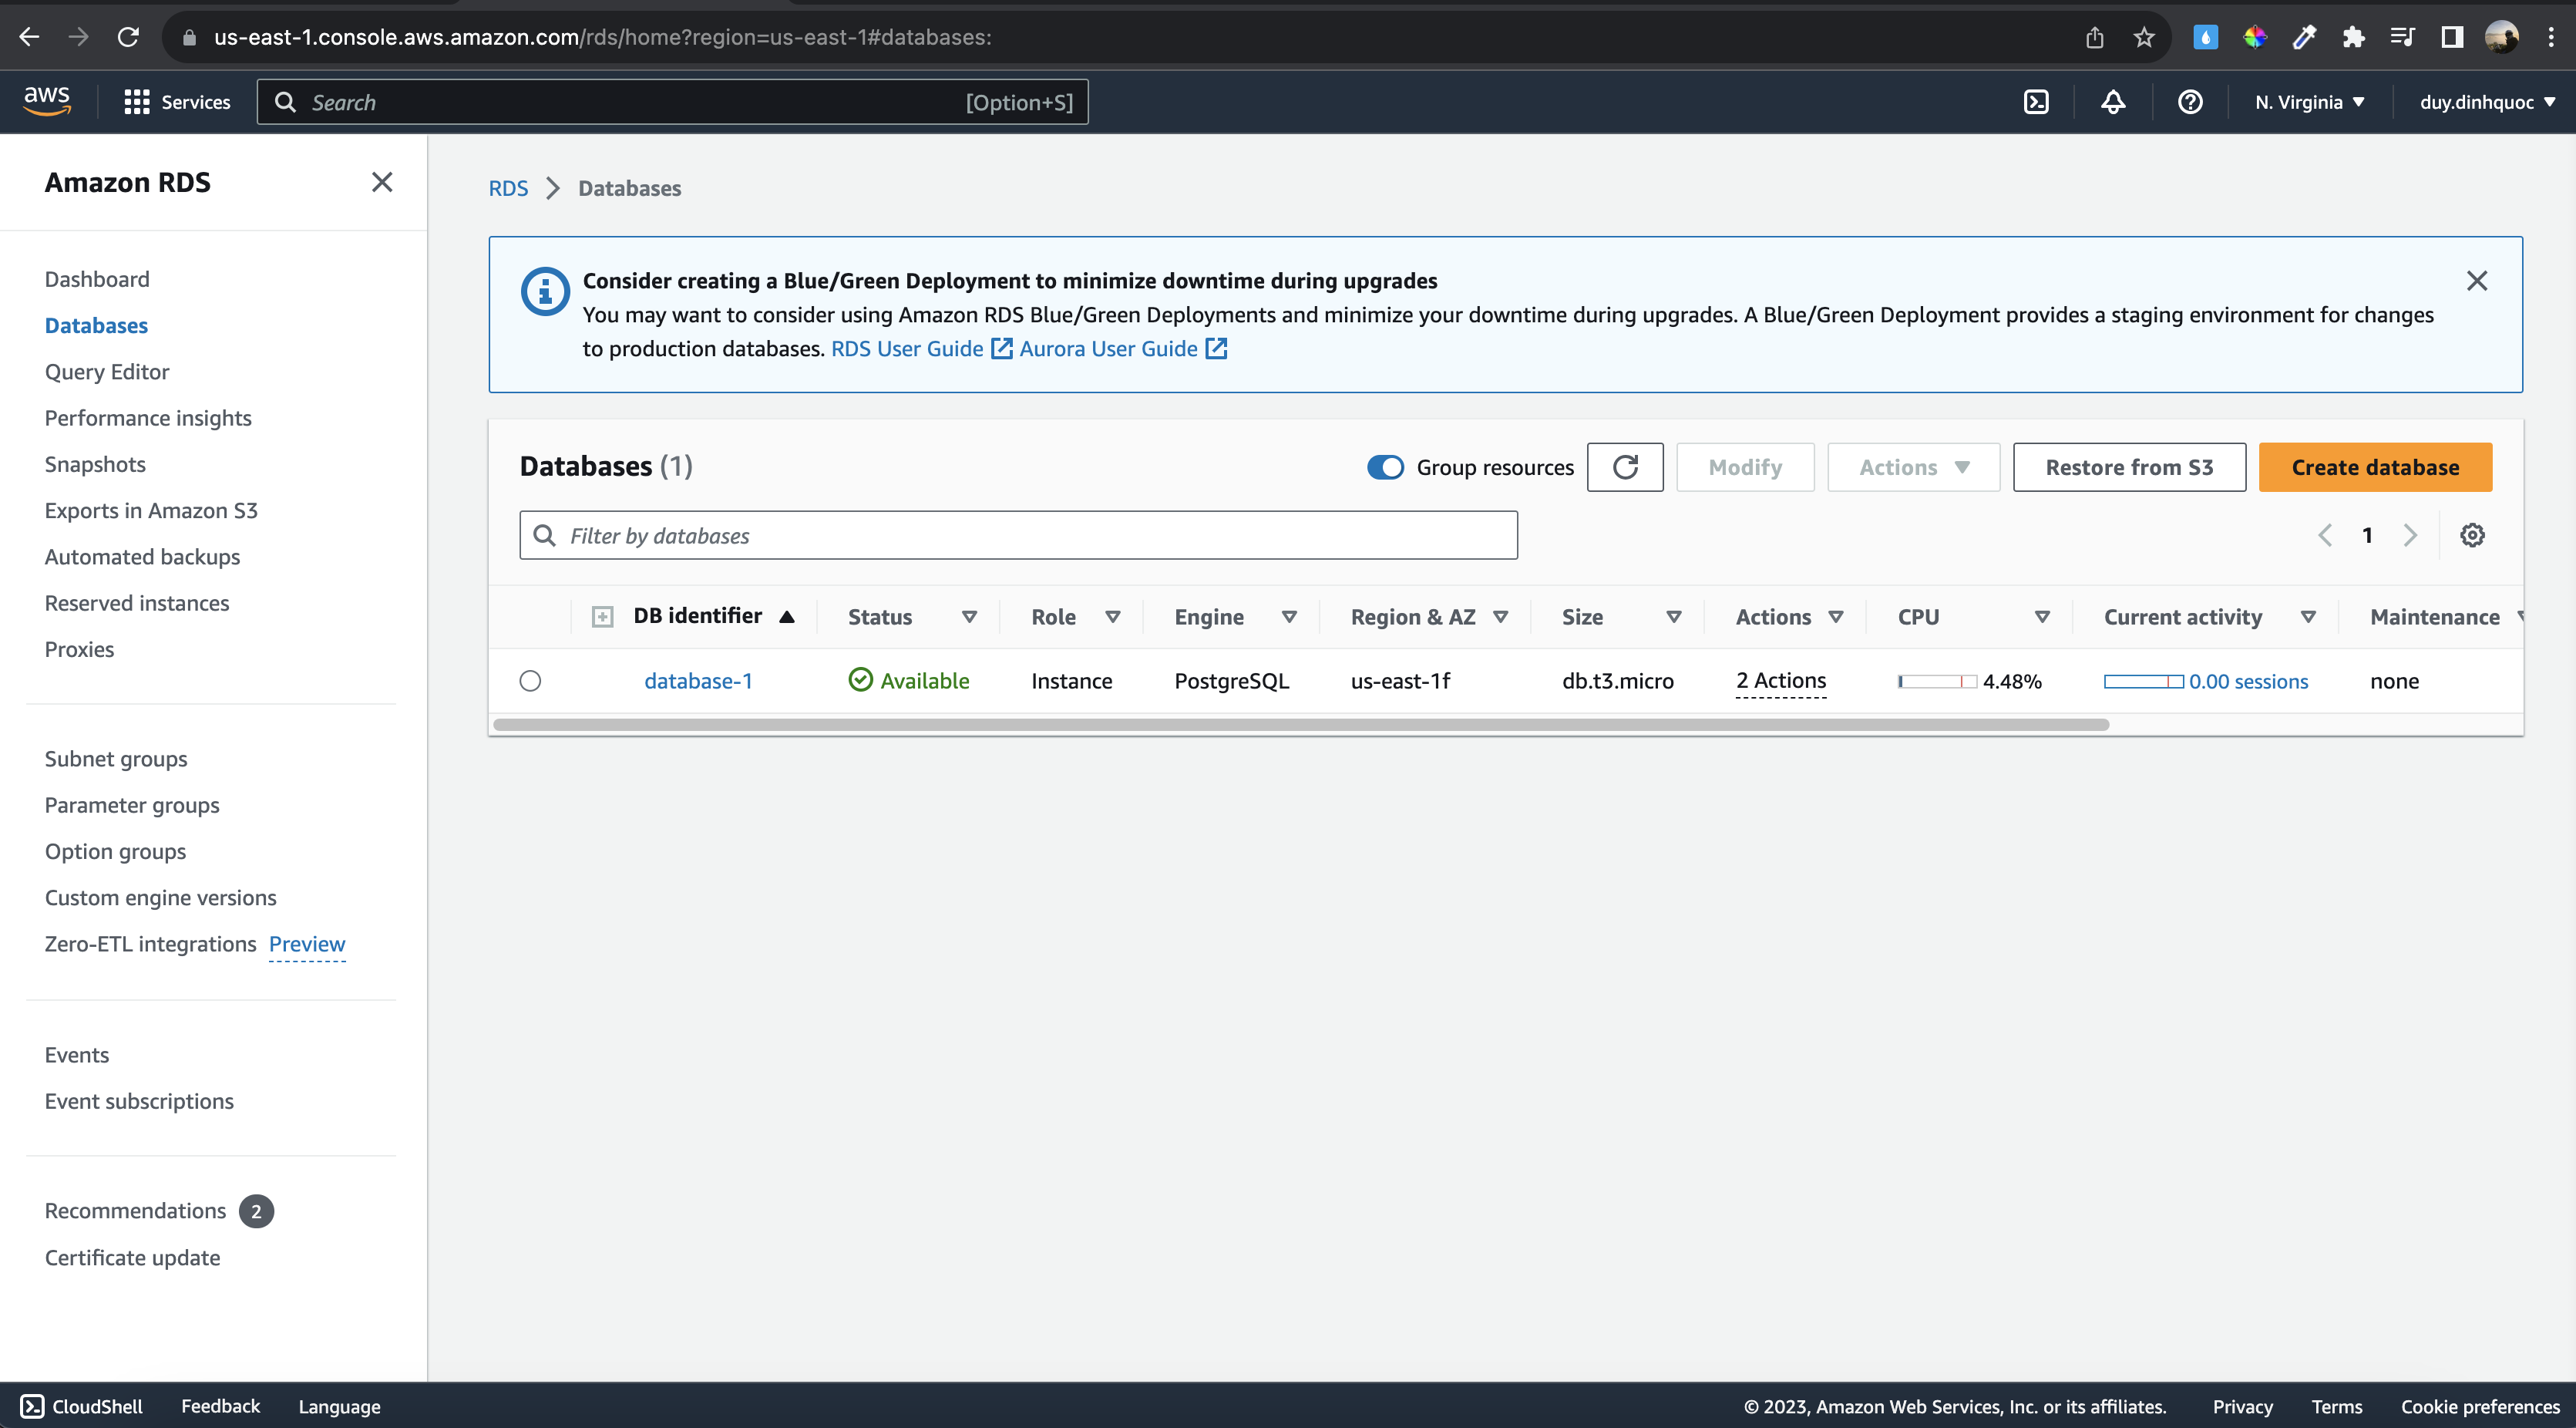 us-east-1.console.aws.amazon.com/rds/home?region=us-east-1#databases:
aws
Services
Search
[Option+S]
N. Virginia
duy.dinhquoc
Amazon RDS
Dashboard
Databases
Query Editor
Performance insights
Snapshots
Exports in Amazon S3
Automated backups
Reserved instances
Proxies
Subnet groups
Parameter groups
Option groups
Custom engine versions
Zero-ETL integrations Preview
Events
Event subscriptions
Recommendations 2
Certificate update
RDS > Databases
Consider creating a Blue/Green Deployment to minimize downtime during upgrades
You may want to consider using Amazon RDS Blue/Green Deployments and minimize your downtime during upgrades. A Blue/Green Deployment provides a staging environment for changes
to production databases. RDS User Guide Aurora User Guide
Databases (1)
Group resources
Modify
Actions
Restore from S3
Create database
Filter by databases
1
DB identifier Status Role Engine Region & AZ Size Actions CPU Current activity Maintenance
database-1 Available Instance PostgreSQL us-east-1f db.t3.micro 2 Actions 4.48% 0.00 sessions none
CloudShell Feedback Language
© 2023, Amazon Web Services, Inc. or its affiliates. Privacy Terms Cookie preferences